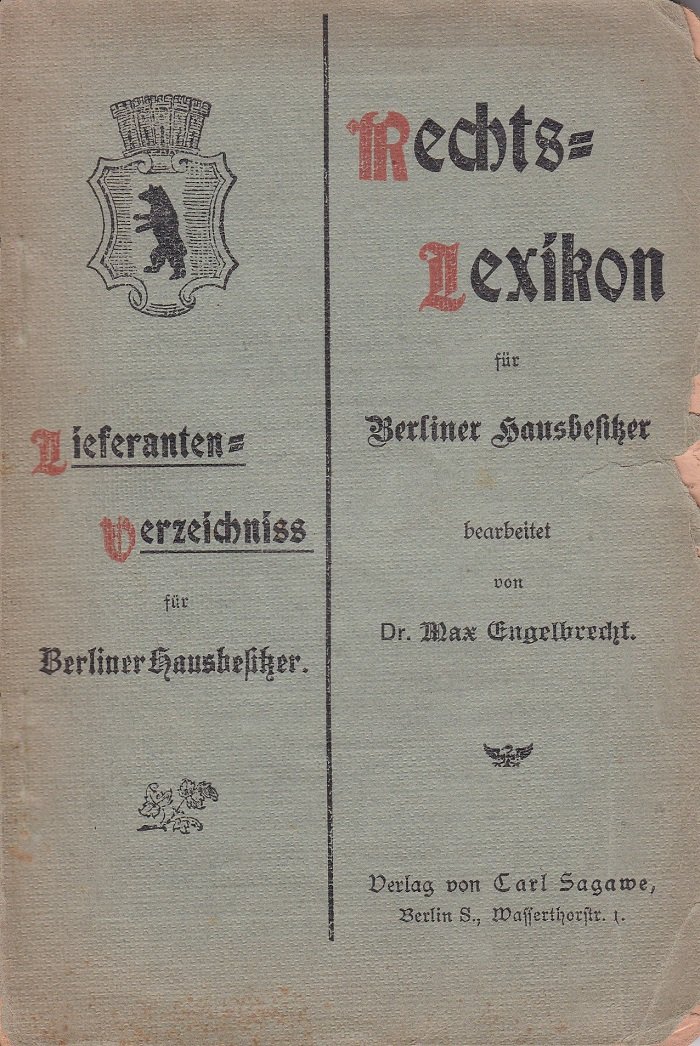 Lieferanten=
Verzeichniss
für
Berliner Hausbesitzer.
Rechts=
Lexikon
für
Berliner Hausbesitzer
bearbeitet
von
Dr. Max Engelbrecht.
Verlag von Carl Sagawe,
Berlin S., Wasserthorstr. 1.